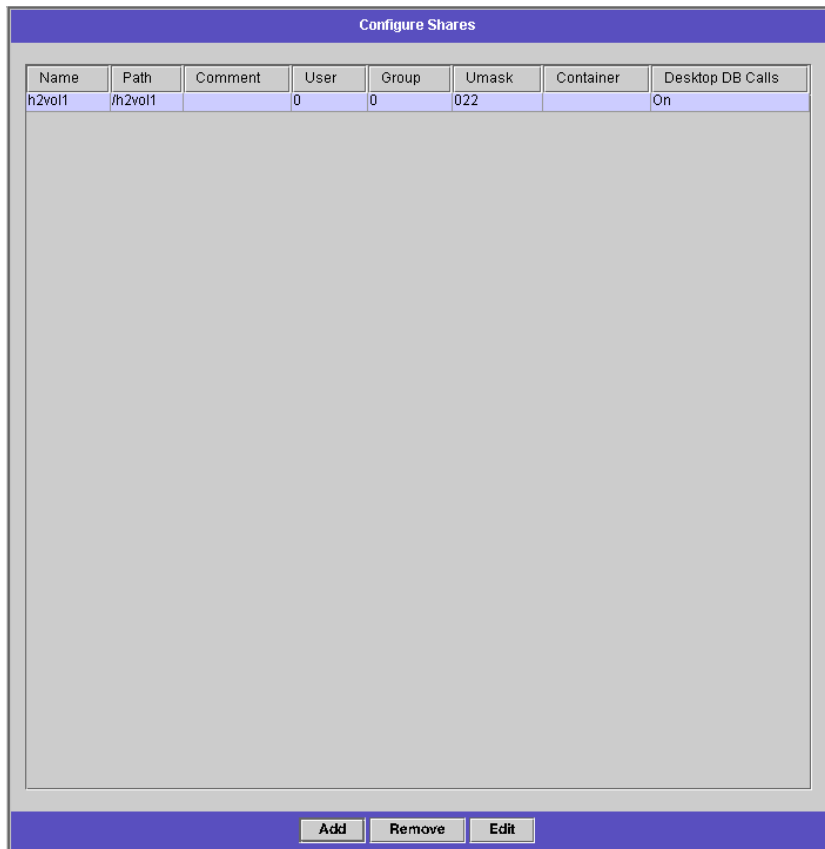 Configure Shares
Name Path Comment User Group Umask Container Desktop DB Calls
h2vol1 /h2vol1 0 0 022 On
Add Remove Edit